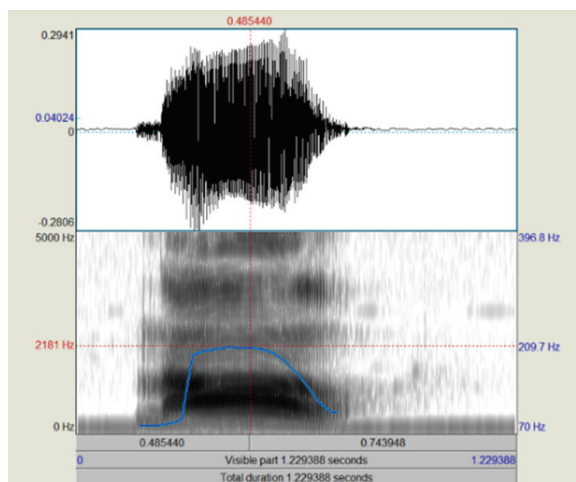 0.485440
0.2941
0.04024
0
-0.2806
5000 Hz 396.8 Hz
2181 Hz 209.7 Hz
0 Hz 70 Hz
0.485440 0.743948
0 Visible part 1.229388 seconds 1.229388
Total duration 1.229388 seconds